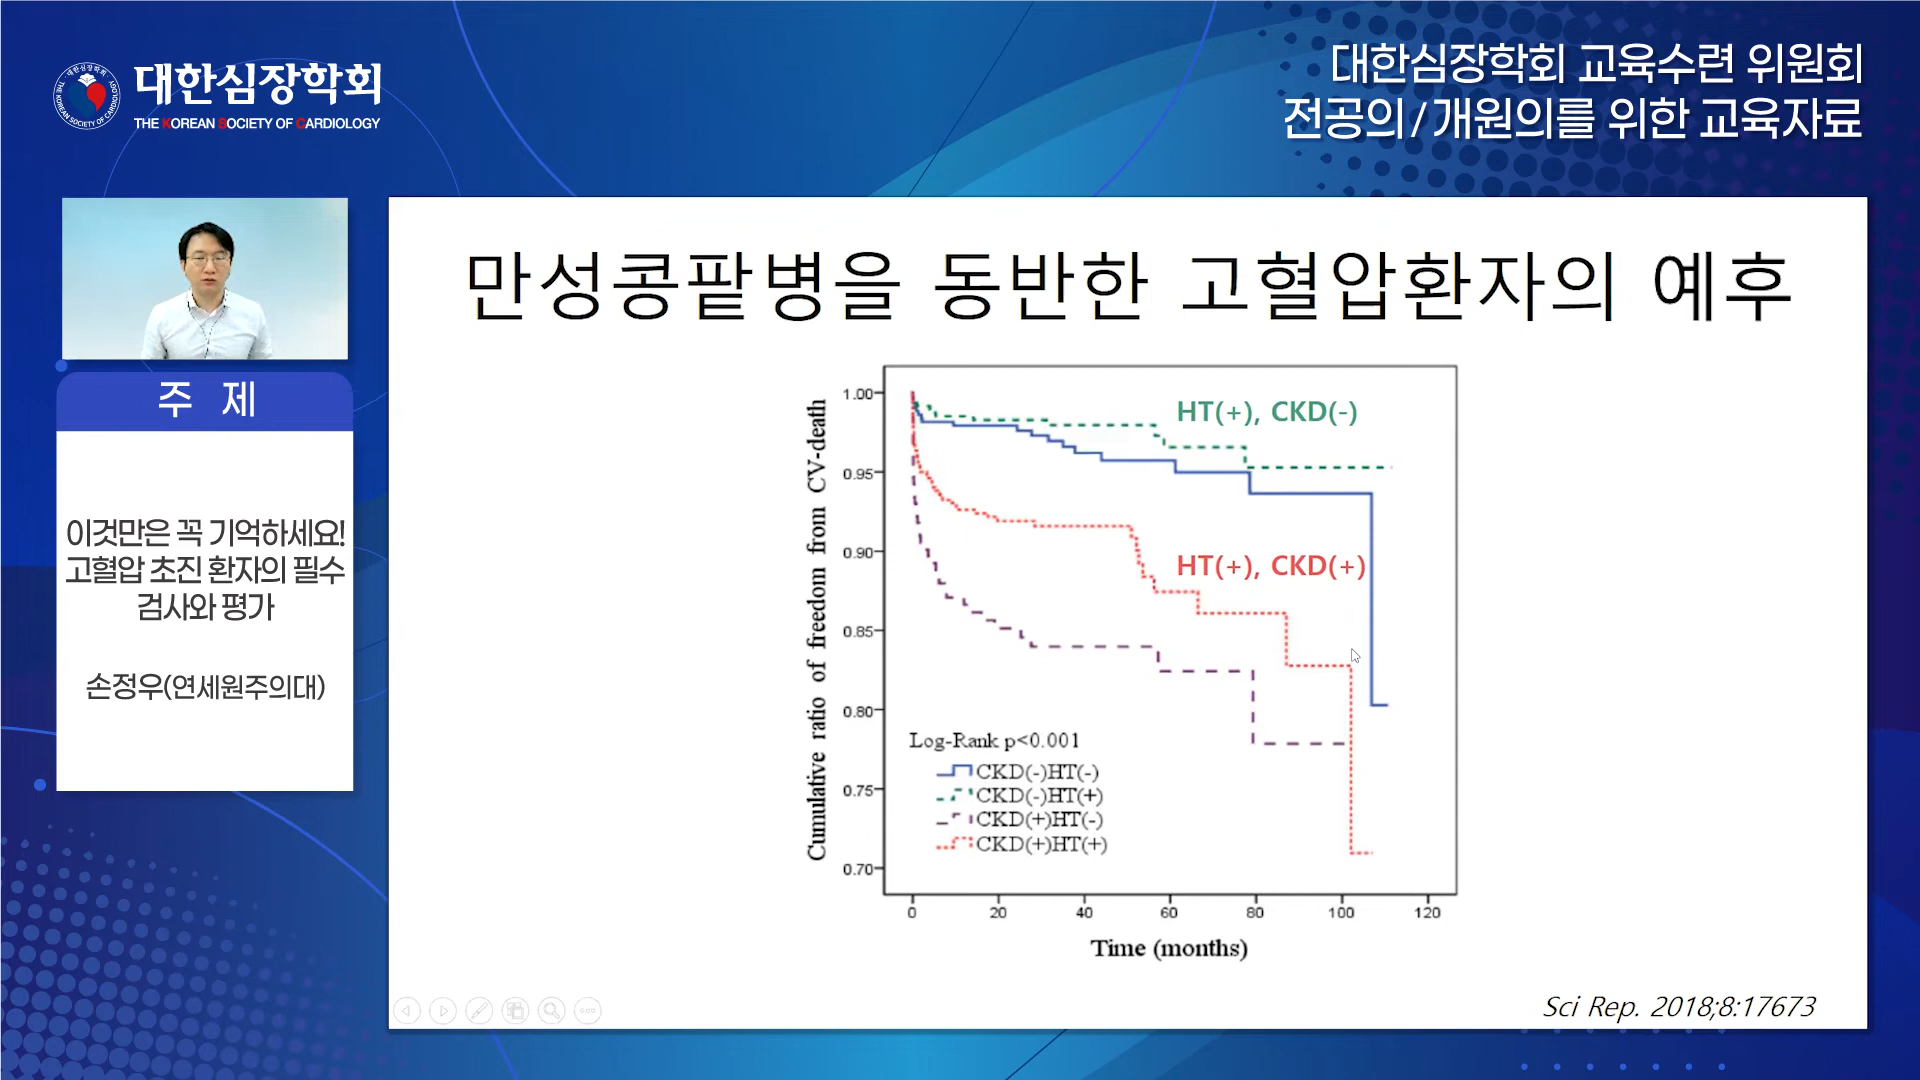 대한심장학회
THE KOREAN SOCIETY OF CARDIOLOGY
대한심장학회 교육수련 위원회
전공의/개원의를 위한 교육자료
주 제
이것만은 꼭 기억하세요!
고혈압 초진 환자의 필수
검사와 평가
손정우(연세원주의대)
만성콩팥병을 동반한 고혈압환자의 예후
Cumulative ratio of freedom from CV-death
1.00
0.95
0.90
0.85
0.80
0.75
0.70
HT(+), CKD(-)
HT(+), CKD(+)
Log-Rank p<0.001
CKD(-)HT(-)
CKD(-)HT(+)
CKD(+)HT(-)
CKD(+)HT(+)
0 20 40 60 80 100 120
Time (months)
Sci Rep. 2018;8:17673